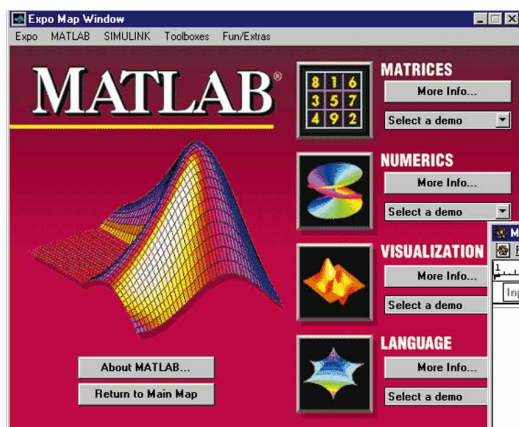 Expo Map Window
Expo MATLAB SIMULINK Toolboxes Fun/Extras
MATLAB®
MATRICES
8 1 6
3 5 7
4 9 2
More Info...
Select a demo
NUMERICS
More Info...
Select a demo
VISUALIZATION
More Info...
Select a demo
LANGUAGE
More Info...
Select a demo
About MATLAB...
Return to Main Map
M
1
Inp